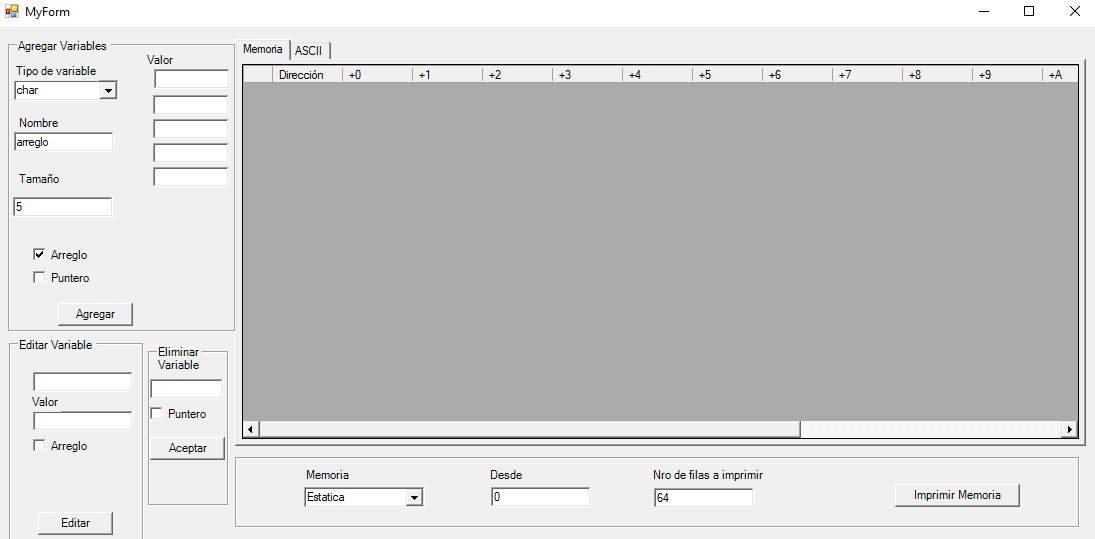 MyForm
Agregar Variables
Tipo de variable
char
Nombre
arreglo
Tamaño
5
Arreglo
Puntero
Agregar
Valor
Editar Variable
Valor
Arreglo
Editar
Eliminar
Variable
Puntero
Aceptar
Memoria ASCII
Dirección +0 +1 +2 +3 +4 +5 +6 +7 +8 +9 +A
Memoria Desde Nro de filas a imprimir
Estatica 0 64 Imprimir Memoria